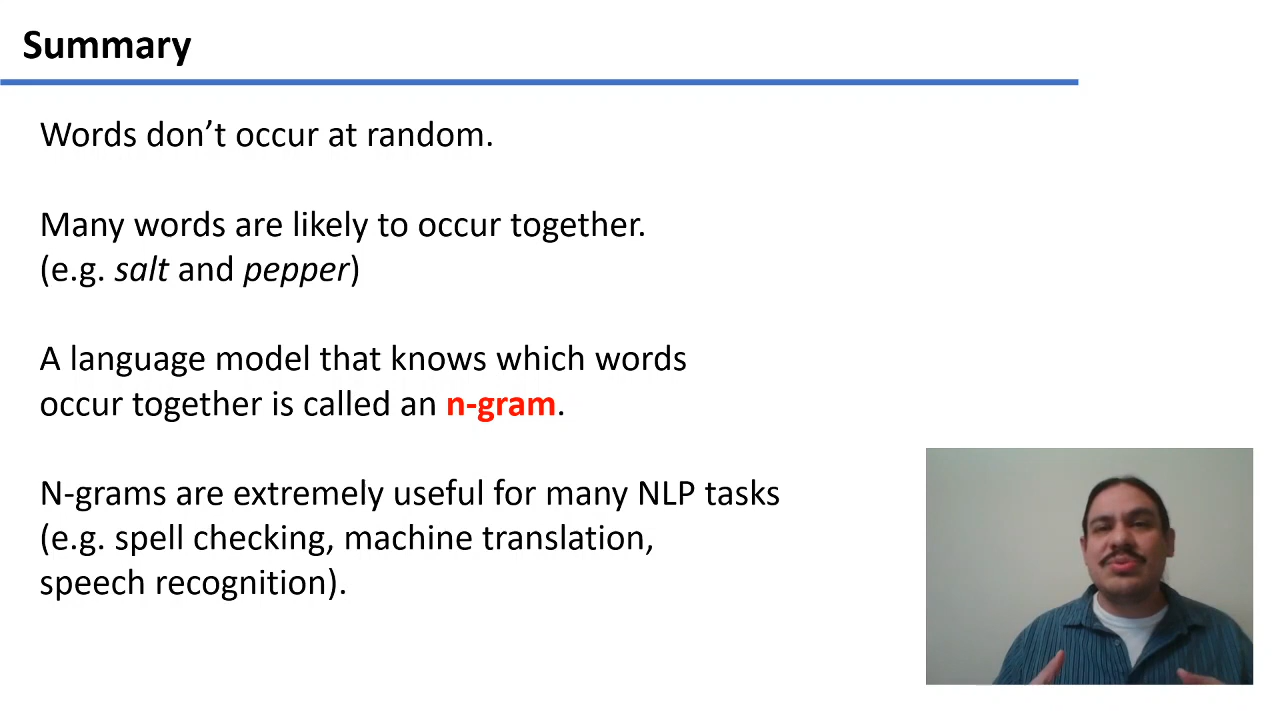 Summary
Words don’t occur at random.
Many words are likely to occur together.
(e.g. salt and pepper)
A language model that knows which words
occur together is called an n-gram.
N-grams are extremely useful for many NLP tasks
(e.g. spell checking, machine translation,
speech recognition).